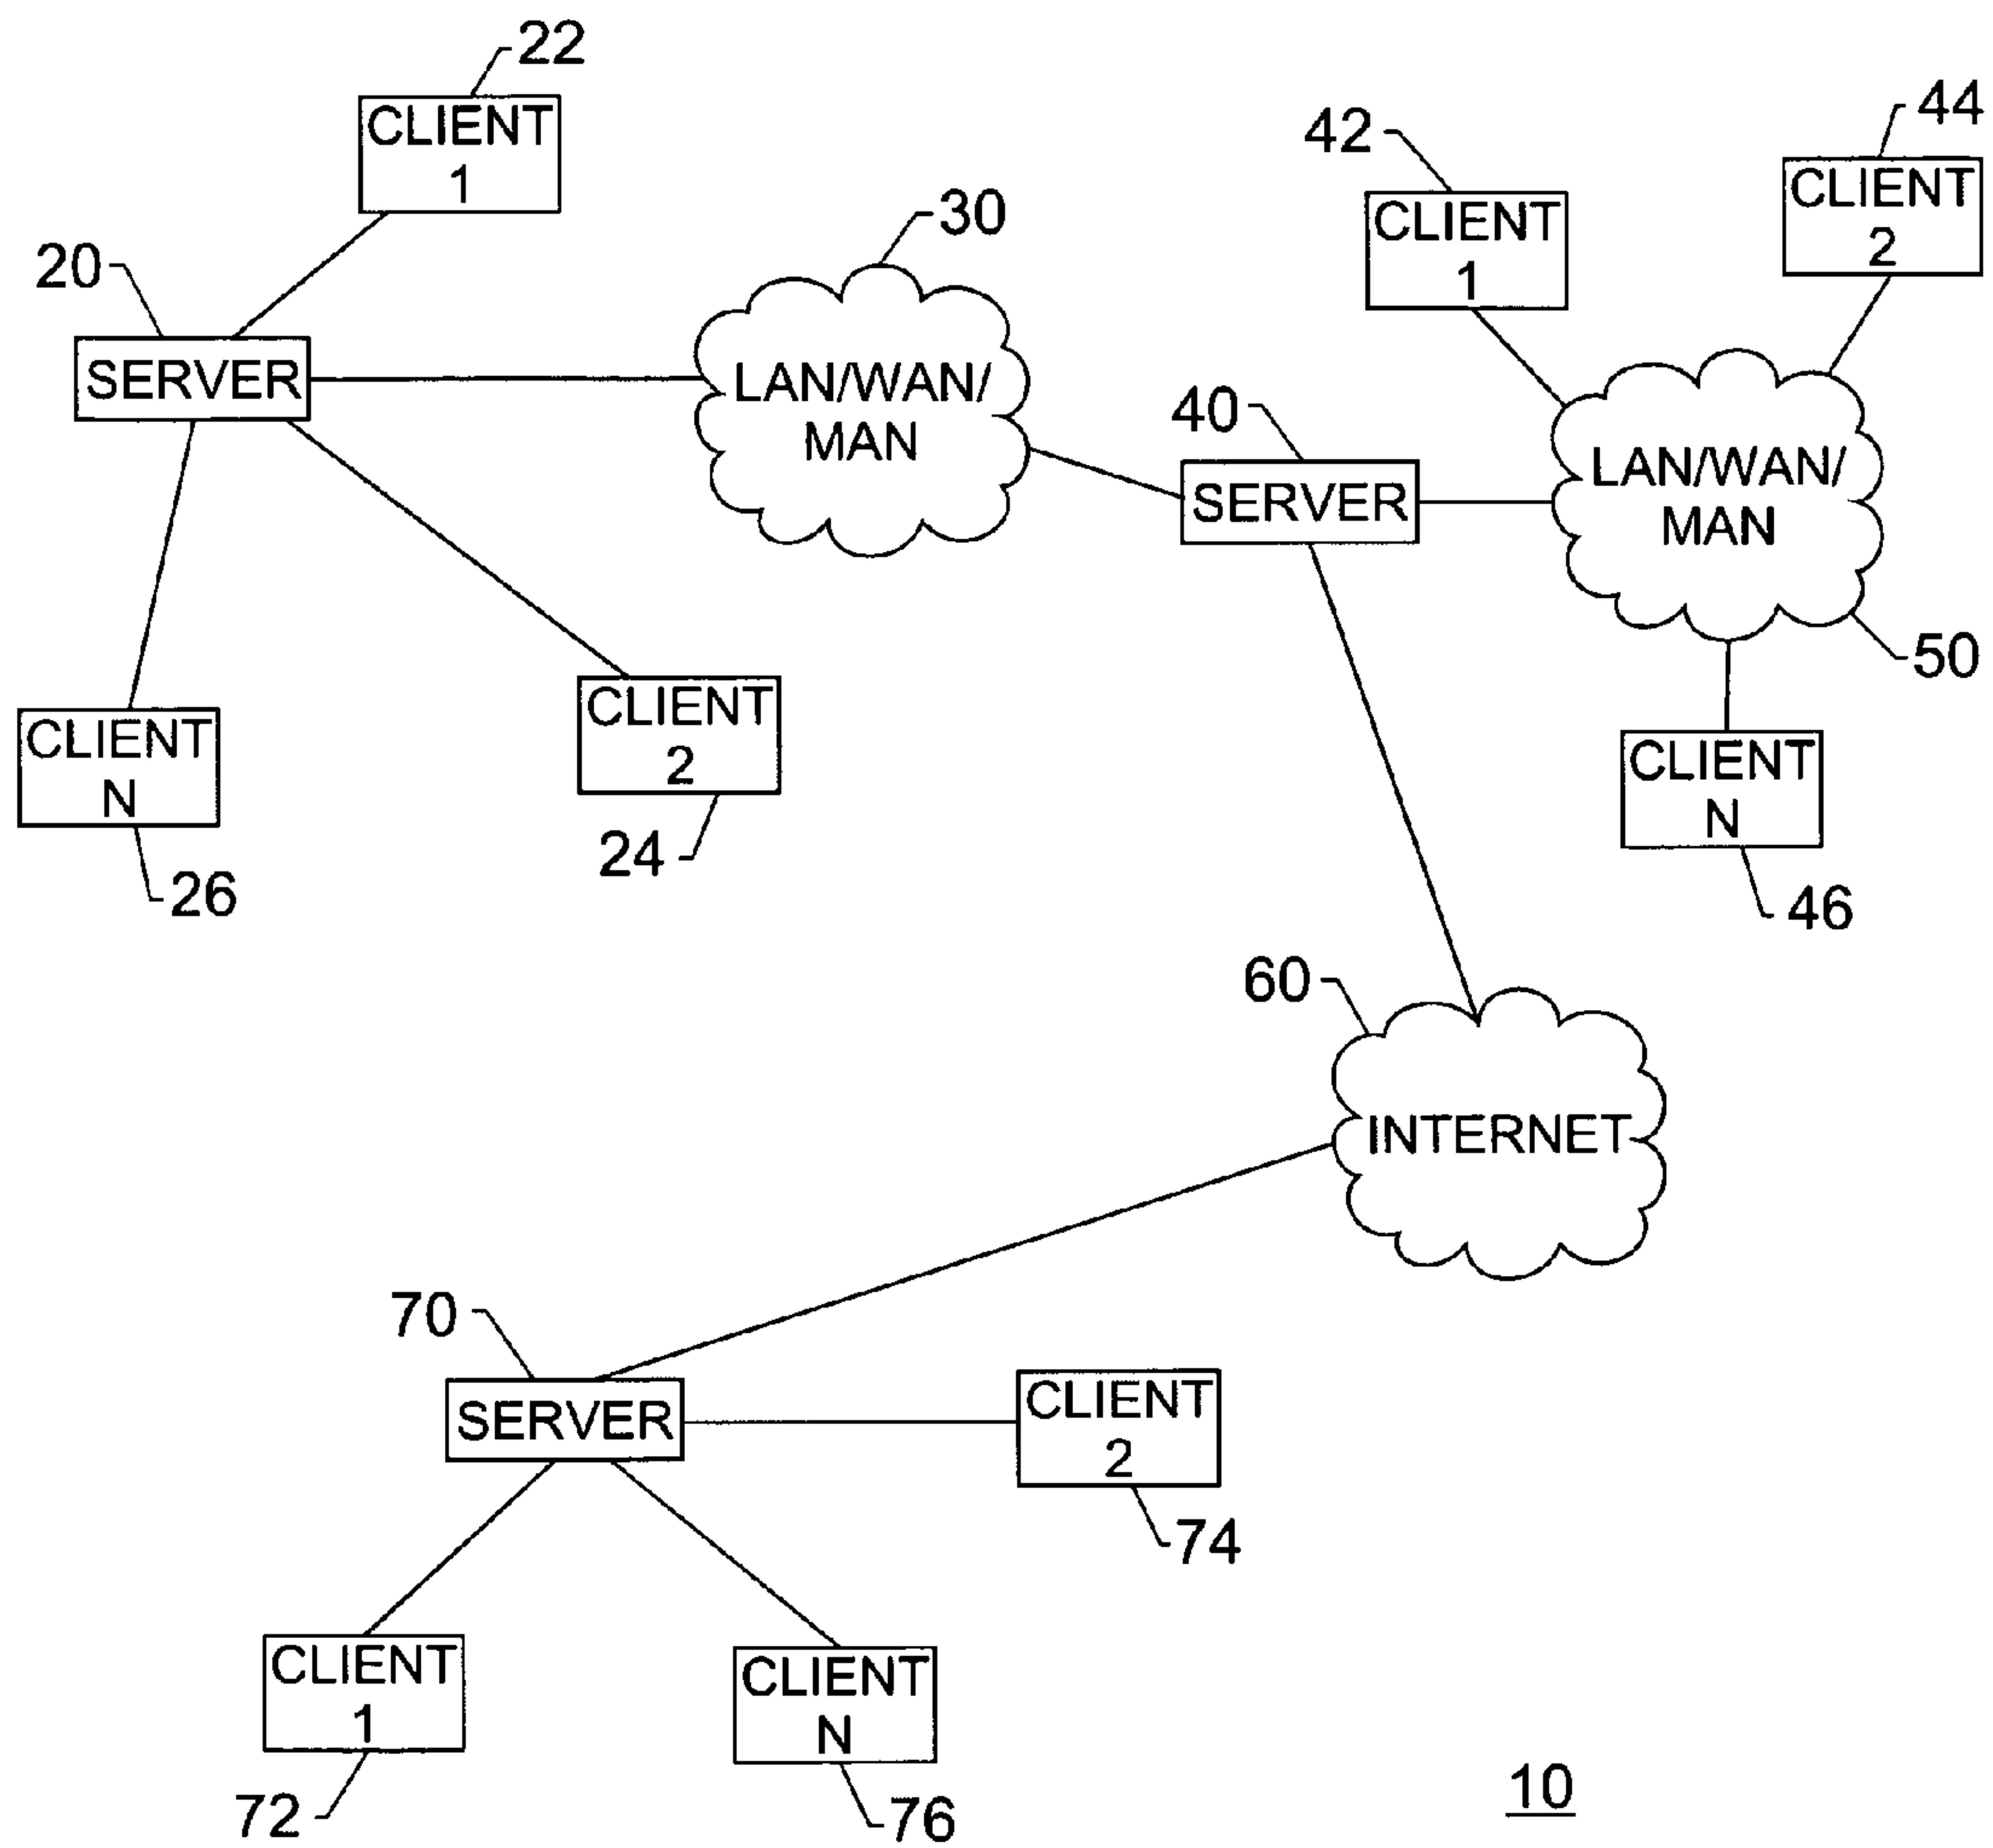 22
CLIENT
1
20
SERVER
30
LAN/WAN/
MAN
42
CLIENT
1
44
CLIENT
2
40
SERVER
LAN/WAN/
MAN
50
CLIENT
N
26
CLIENT
2
24
CLIENT
N
46
60
INTERNET
70
SERVER
CLIENT
2
74
CLIENT
1
72
CLIENT
N
76
10